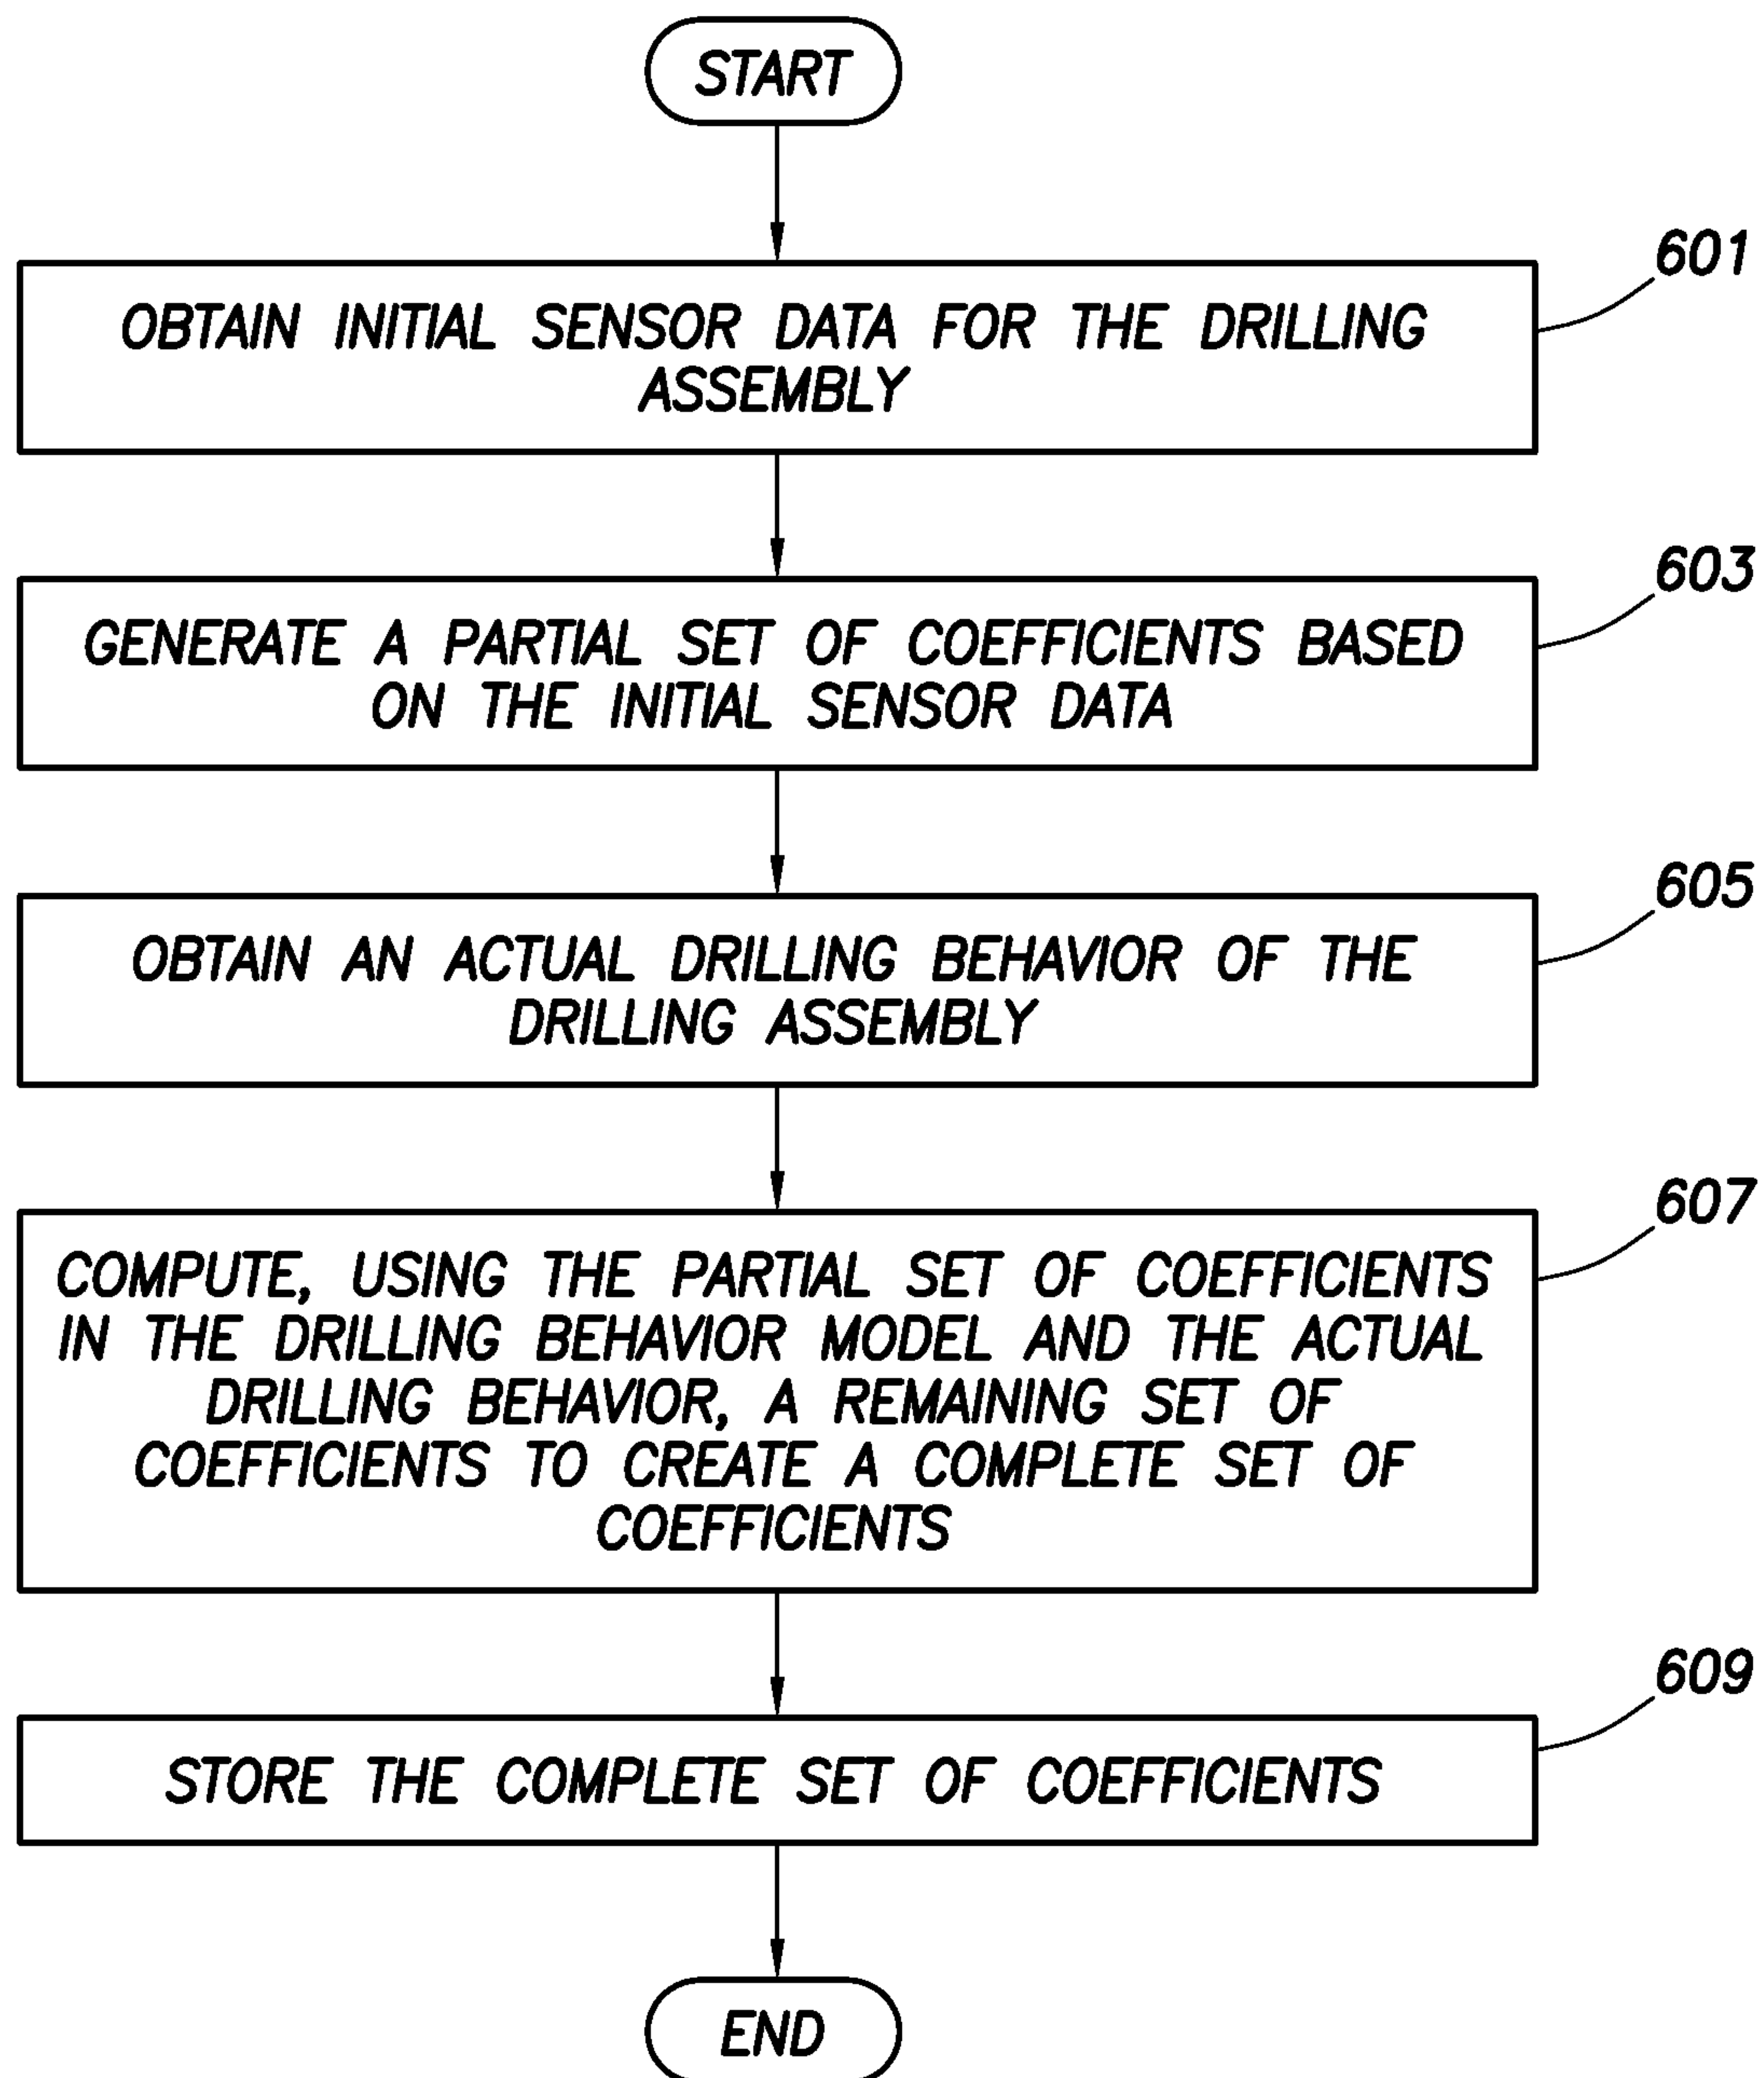 START
601
OBTAIN INITIAL SENSOR DATA FOR THE DRILLING
ASSEMBLY
603
GENERATE A PARTIAL SET OF COEFFICIENTS BASED
ON THE INITIAL SENSOR DATA
605
OBTAIN AN ACTUAL DRILLING BEHAVIOR OF THE
DRILLING ASSEMBLY
607
COMPUTE, USING THE PARTIAL SET OF COEFFICIENTS
IN THE DRILLING BEHAVIOR MODEL AND THE ACTUAL
DRILLING BEHAVIOR, A REMAINING SET OF
COEFFICIENTS TO CREATE A COMPLETE SET OF
COEFFICIENTS
609
STORE THE COMPLETE SET OF COEFFICIENTS
END